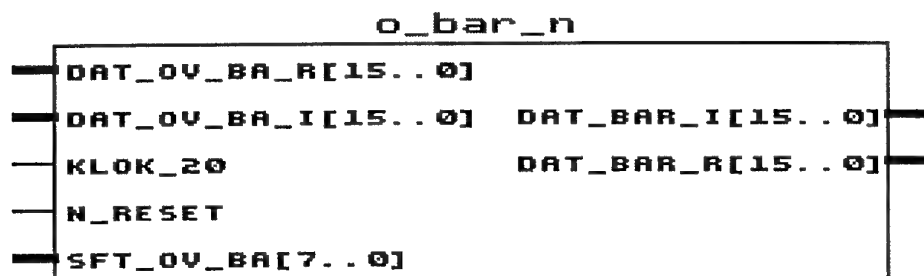 o_bar_n
DAT_OV_BA_R[15..0]
DAT_OV_BA_I[15..0] DAT_BAR_I[15..0]
KLOK_20 DAT_BAR_R[15..0]
N_RESET
SFT_OV_BA[7..0]